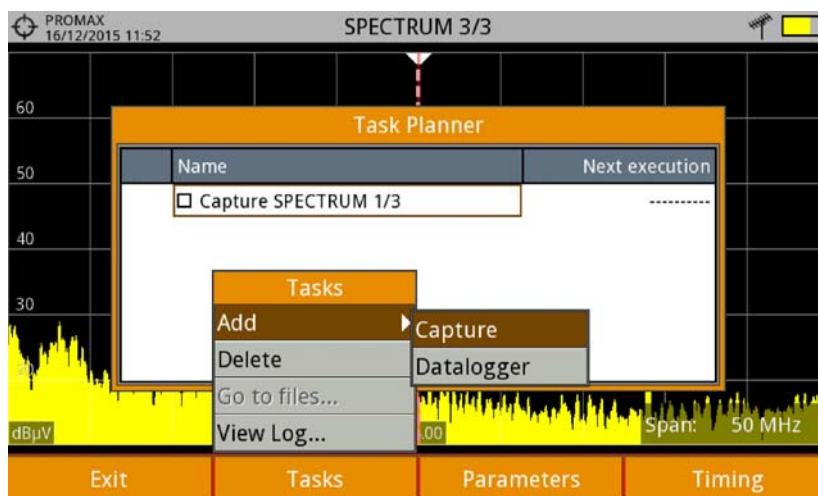 PROMAX
16/12/2015 11:52
SPECTRUM 3/3
60
50
40
30
dBµV
Task Planner
Name Next execution
Capture SPECTRUM 1/3 ----------
Tasks
Add
Delete
Go to files...
View Log...
Capture
Datalogger
.00
Span: 50 MHz
Exit Tasks Parameters Timing